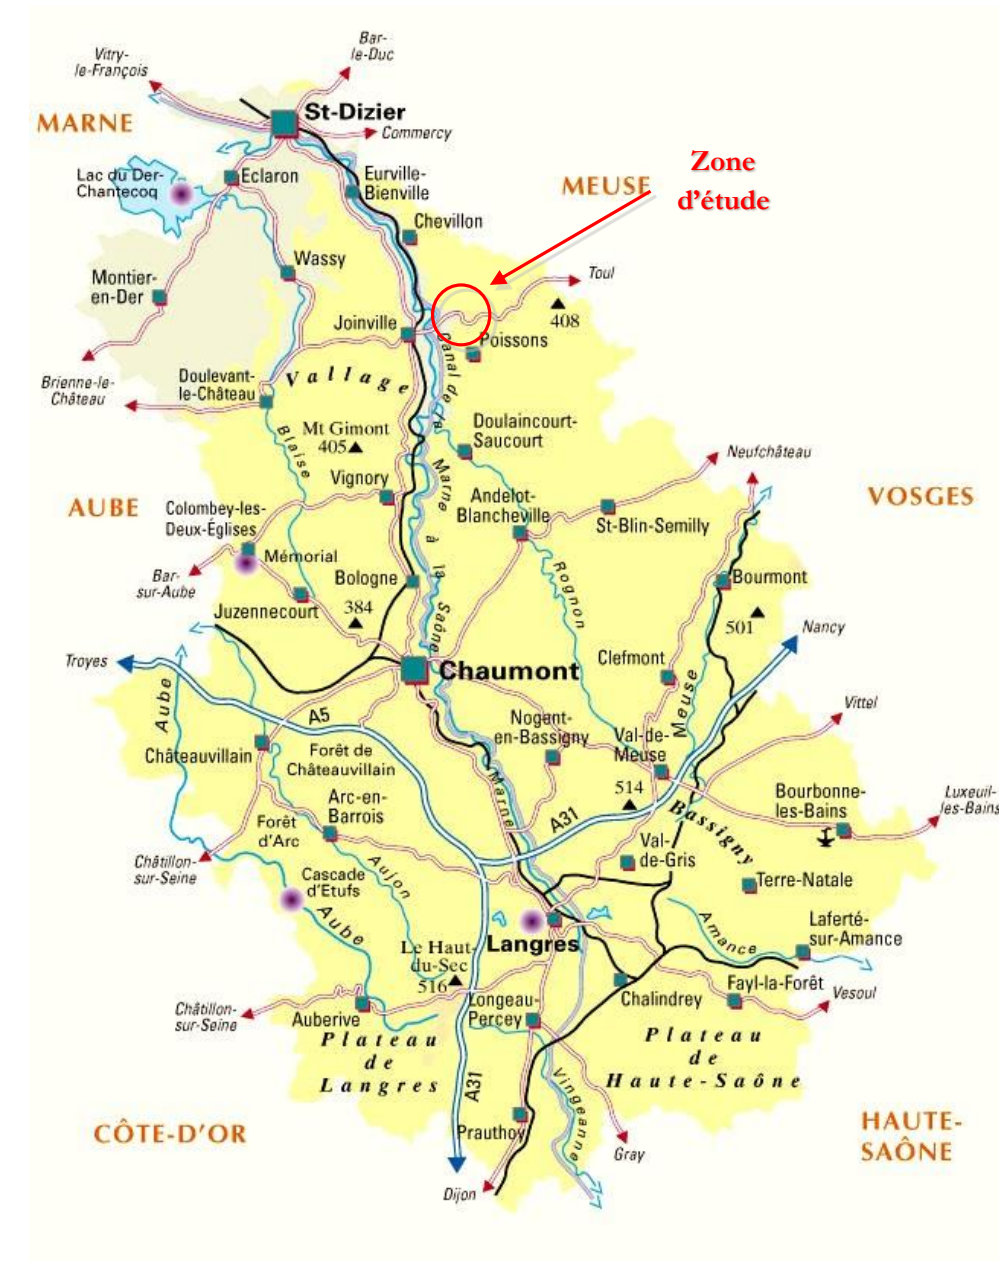 Bar-
le-Duc
Vitry-
le-François
St-Dizier
MARNE
Commercy
Zone
d'étude
Lac du Der-
Chantecoq
Eclaron
Eurville-
Bienville
MEUSE
Chevillon
Wassy
Toul
Montier-
en-Der
408
Joinville
Poissons
Brienne-le-
Château
Doulevant-
le-Château
Vallage
Canal de la Marne à la Saône
Mt Gimont
405
Doulaincourt-
Saucourt
Blaise
Neufchâteau
Vignory
Andelot-
Blancheville
VOSGES
AUBE
Colombey-les-
Deux-Églises
St-Blin-Semilly
Mémorial
Bar-
sur-Aube
Bologne
Rognon
Bourmont
Juzennecourt
384
501
Nancy
Troyes
Chaumont
Clefmont
Aube
Meuse
Vittel
A5
Nogent-
en-Bassigny
Val-de-
Meuse
Châteauvillain
Forêt de
Châteauvillain
Marne
514
Bourbonne-
les-Bains
Luxeuil-
les-Bains
Arc-en-
Barrois
A31
Bassigny
Forêt
d'Arc
Val-
de-Gris
Châtillon-
sur-Seine
Aujon
Cascade
d'Etufs
Terre-Natale
Aube
Amance
Laferté-
sur-Amance
Langres
Le Haut-
du-Sec
516
Chalindrey
Fayl-la-Forêt
Vesoul
Châtillon-
sur-Seine
Auberive
Longeau-
Percey
Plateau
de
Langres
Plateau
de
Haute-Saône
A31
Vingeanne
CÔTE-D'OR
Prauthoy
HAUTE-
SAÔNE
Gray
Dijon